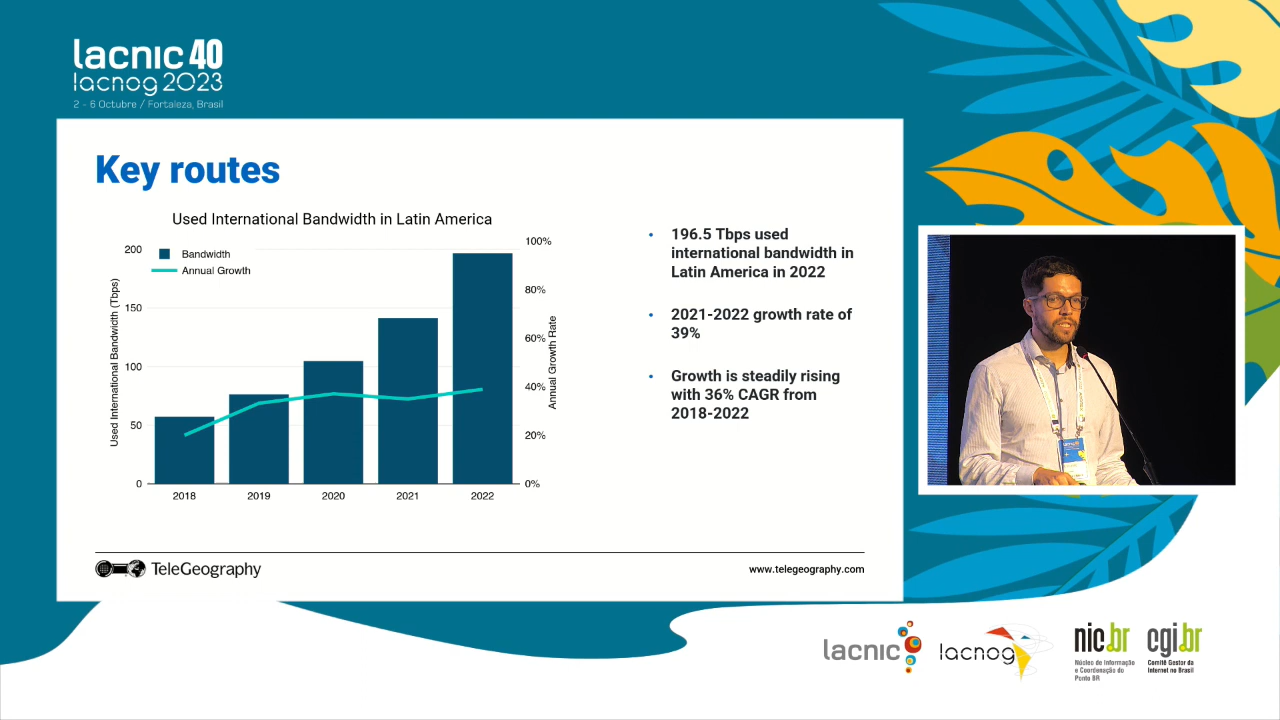 lacnic 40
lacnog 2023
2 - 6 Octubre / Fortaleza, Brasil
Key routes
Used International Bandwidth in Latin America
Used International Bandwidth (Tbps)
200
150
100
50
0
Bandwidth
Annual Growth
2018
2019
2020
2021
2022
100%
80%
60%
40%
20%
0%
Annual Growth Rate
• 196.5 Tbps used
international bandwidth in
Latin America in 2022
• 2021-2022 growth rate of
39%
• Growth is steadily rising
with 36% CAGR from
2018-2022
TeleGeography
www.telegeography.com
lacnic
lacnog
nic.br
Núcleo de Informação
e Coordenação do
Ponto BR
cgi.br
Comitê Gestor da
Internet no Brasil